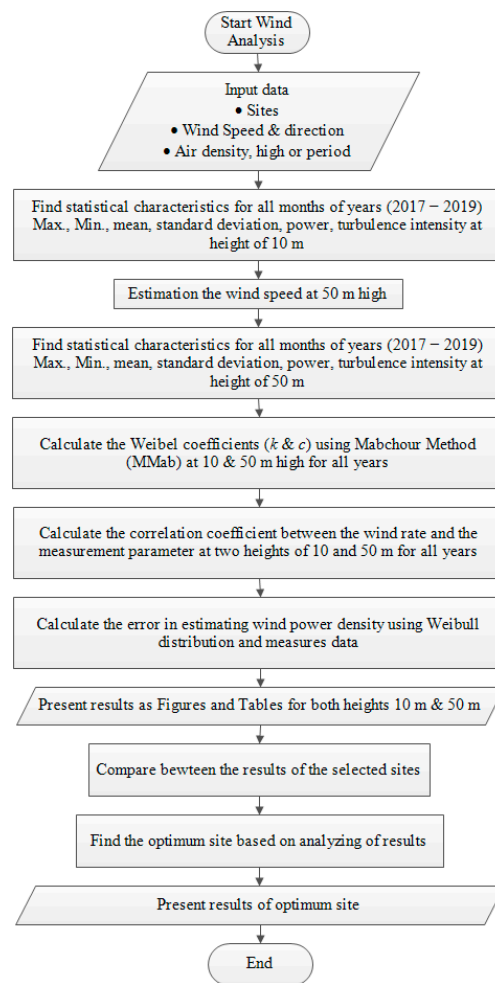 Start Wind
Analysis
Input data
• Sites
• Wind Speed & direction
• Air density, high or period
Find statistical characteristics for all months of years (2017 – 2019)
Max., Min., mean, standard deviation, power, turbulence intensity at
height of 10 m
Estimation the wind speed at 50 m high
Find statistical characteristics for all months of years (2017 – 2019)
Max., Min., mean, standard deviation, power, turbulence intensity at
height of 50 m
Calculate the Weibel coefficients (k & c) using Mabchour Method
(MMab) at 10 & 50 m high for all years
Calculate the correlation coefficient between the wind rate and the
measurement parameter at two heights of 10 and 50 m for all years
Calculate the error in estimating wind power density using Weibull
distribution and measures data
Present results as Figures and Tables for both heights 10 m & 50 m
Compare bewteen the results of the selected sites
Find the optimum site based on analyzing of results
Present results of optimum site
End